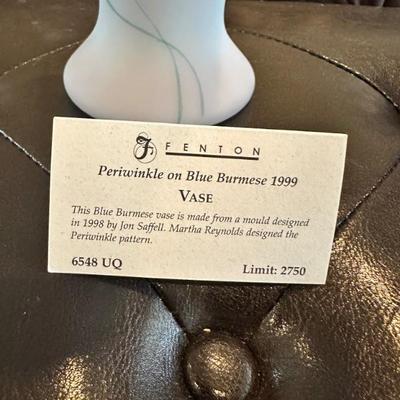 FENTON
Periwinkle on Blue Burmese 1999
VASE
This Blue Burmese vase is made from a mould designed
in 1998 by Jon Saffell. Martha Reynolds designed the
Periwinkle pattern.
6548 UQ
Limit: 2750